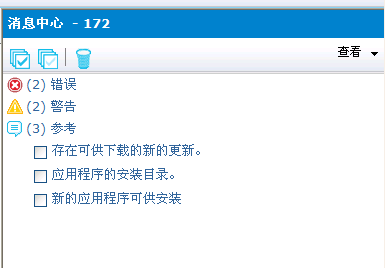 消息中心 - 172
查看
(2) 错误
(2) 警告
(3) 参考
存在可供下载的新的更新。
应用程序的安装目录。
新的应用程序可供安装